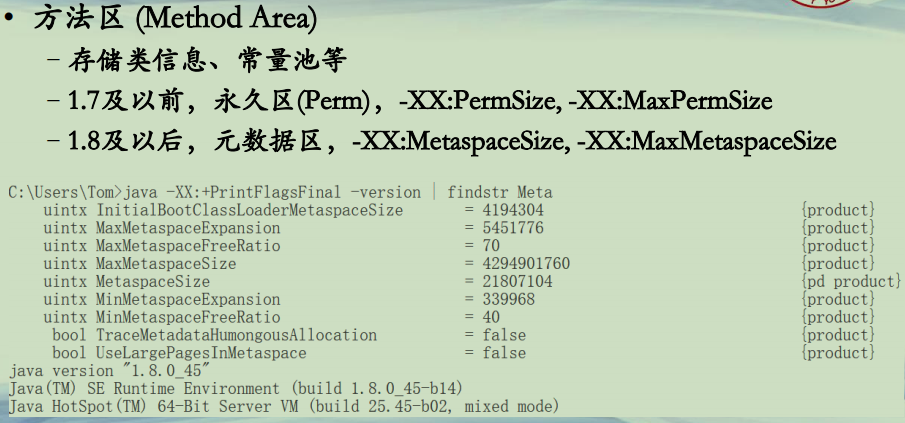 • 方法区 (Method Area)
– 存储类信息、常量池等
– 1.7及以前，永久区(Perm)，-XX:PermSize, -XX:MaxPermSize
– 1.8及以后，元数据区，-XX:MetaspaceSize, -XX:MaxMetaspaceSize
C:\Users\Tom>java -XX:+PrintFlagsFinal -version | findstr Meta
uintx InitialBootClassLoaderMetaspaceSize = 4194304 {product}
uintx MaxMetaspaceExpansion = 5451776 {product}
uintx MaxMetaspaceFreeRatio = 70 {product}
uintx MaxMetaspaceSize = 4294901760 {product}
uintx MetaspaceSize = 21807104 {pd product}
uintx MinMetaspaceExpansion = 339968 {product}
uintx MinMetaspaceFreeRatio = 40 {product}
bool TraceMetadataHumongousAllocation = false {product}
bool UseLargePagesInMetaspace = false {product}
java version "1.8.0_45"
Java(TM) SE Runtime Environment (build 1.8.0_45-b14)
Java HotSpot(TM) 64-Bit Server VM (build 25.45-b02, mixed mode)